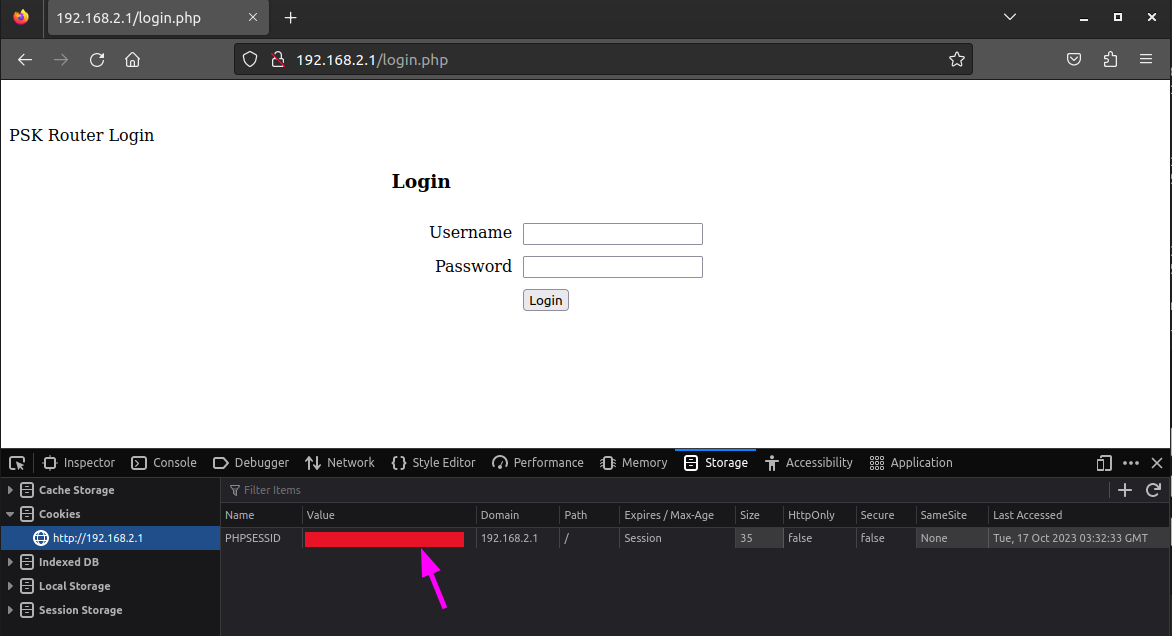 192.168.2.1/login.php
192.168.2.1/login.php
PSK Router Login
Login
Username
Password
Login
Inspector Console Debugger Network Style Editor Performance Memory Storage Accessibility Application
Cache Storage
Filter Items
Cookies
Name Value Domain Path Expires / Max-Age Size HttpOnly Secure SameSite Last Accessed
http://192.168.2.1
PHPSESSID 192.168.2.1 / Session 35 false false None Tue, 17 Oct 2023 03:32:33 GMT
Indexed DB
Local Storage
Session Storage